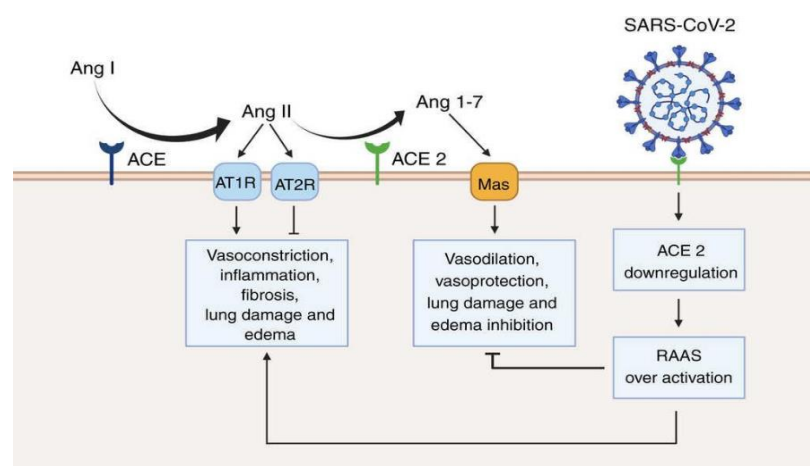 SARS-CoV-2
Ang I
Ang II
Ang 1-7
ACE
ACE 2
AT1R
AT2R
Mas
Vasoconstriction,
inflammation,
fibrosis,
lung damage and
edema
Vasodilation,
vasoprotection,
lung damage and
edema inhibition
ACE 2
downregulation
RAAS
over activation